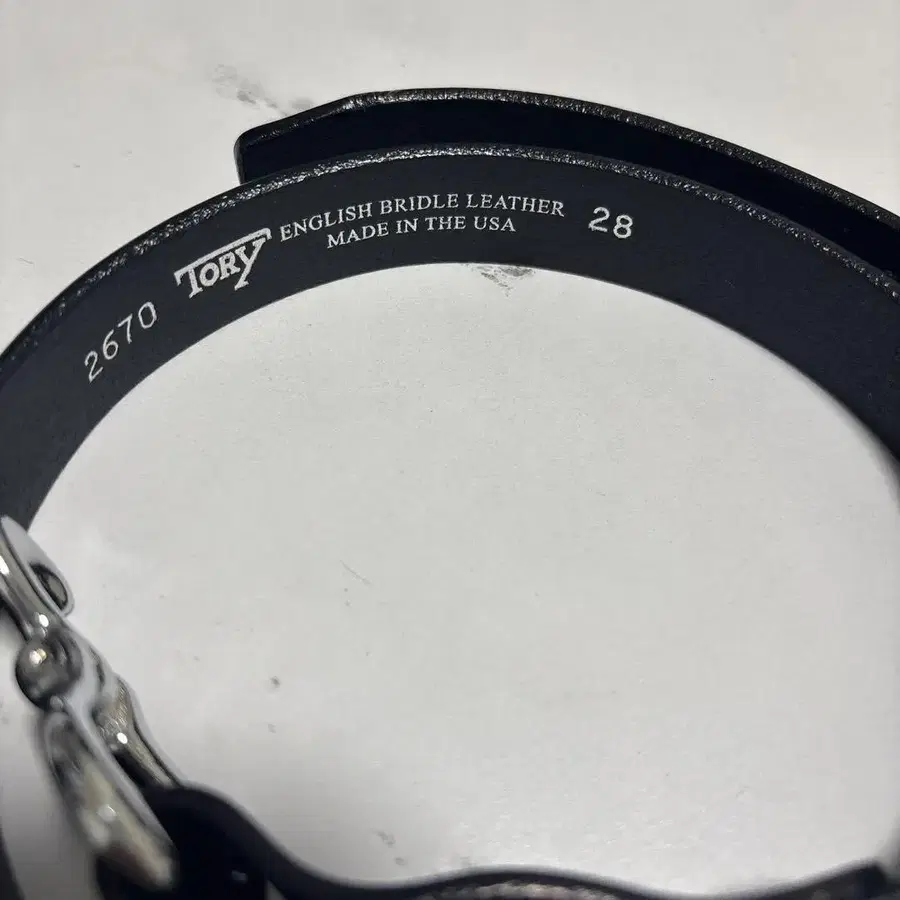 2670
TORY
ENGLISH BRIDLE LEATHER
MADE IN THE USA
28